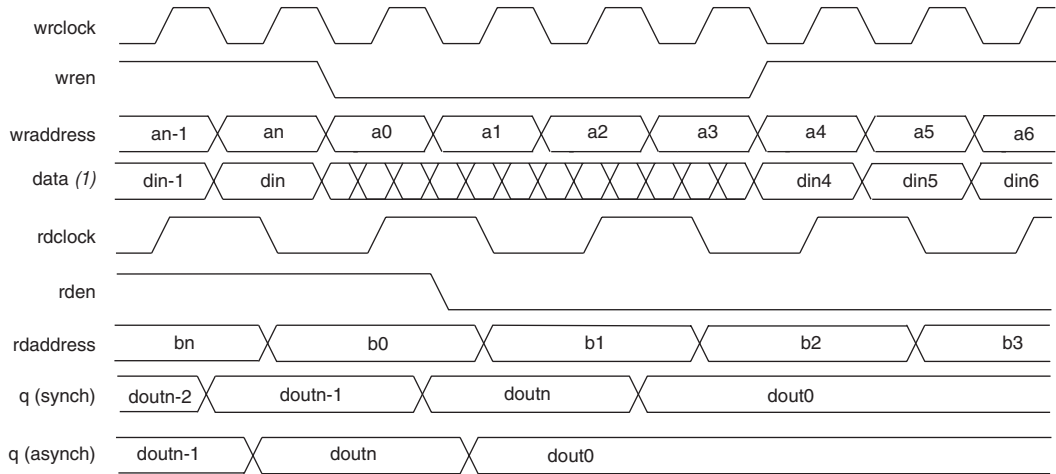 wrclock
wren
wraddress an-1 an a0 a1 a2 a3 a4 a5 a6
data (1) din-1 din din4 din5 din6
rdclock
rden
rdaddress bn b0 b1 b2 b3
q (synch) doutn-2 doutn-1 doutn dout0
q (asynch) doutn-1 doutn dout0